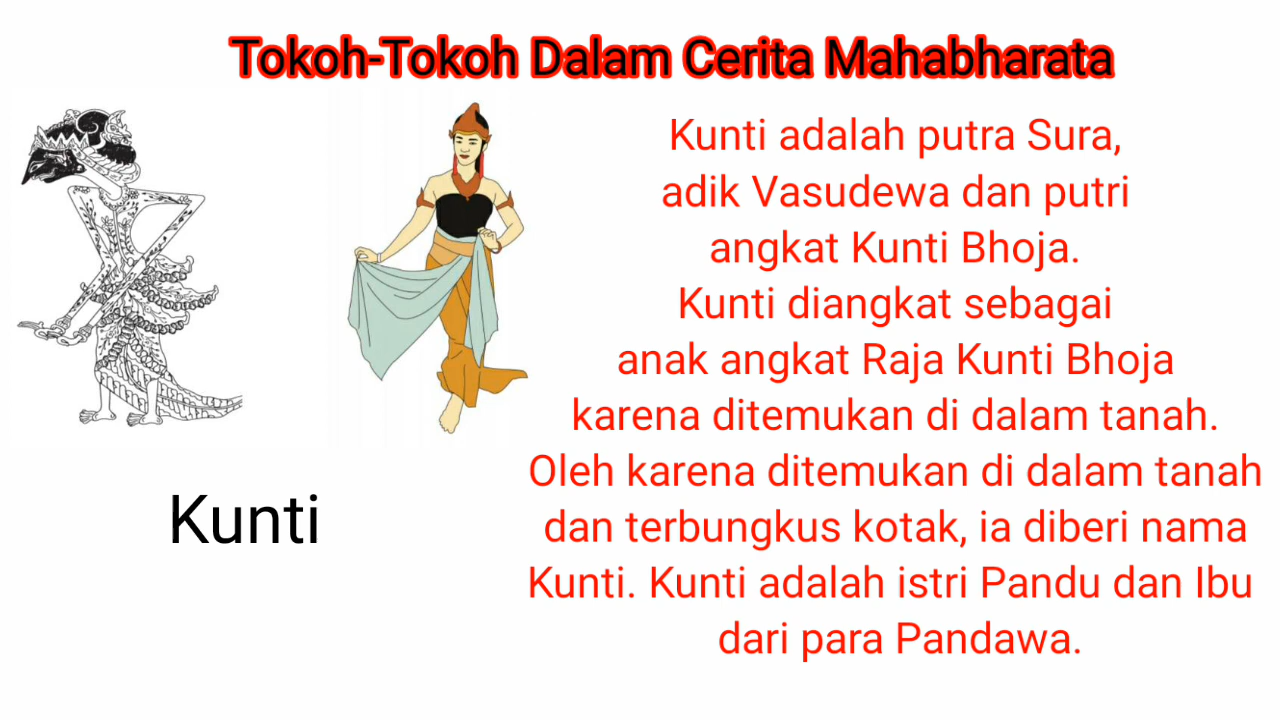 Tokoh-Tokoh Dalam Cerita Mahabharata
Kunti adalah putra Sura,
adik Vasudewa dan putri
angkat Kunti Bhoja.
Kunti diangkat sebagai
anak angkat Raja Kunti Bhoja
karena ditemukan di dalam tanah.
Oleh karena ditemukan di dalam tanah
dan terbungkus kotak, ia diberi nama
Kunti. Kunti adalah istri Pandu dan Ibu
dari para Pandawa.
Kunti